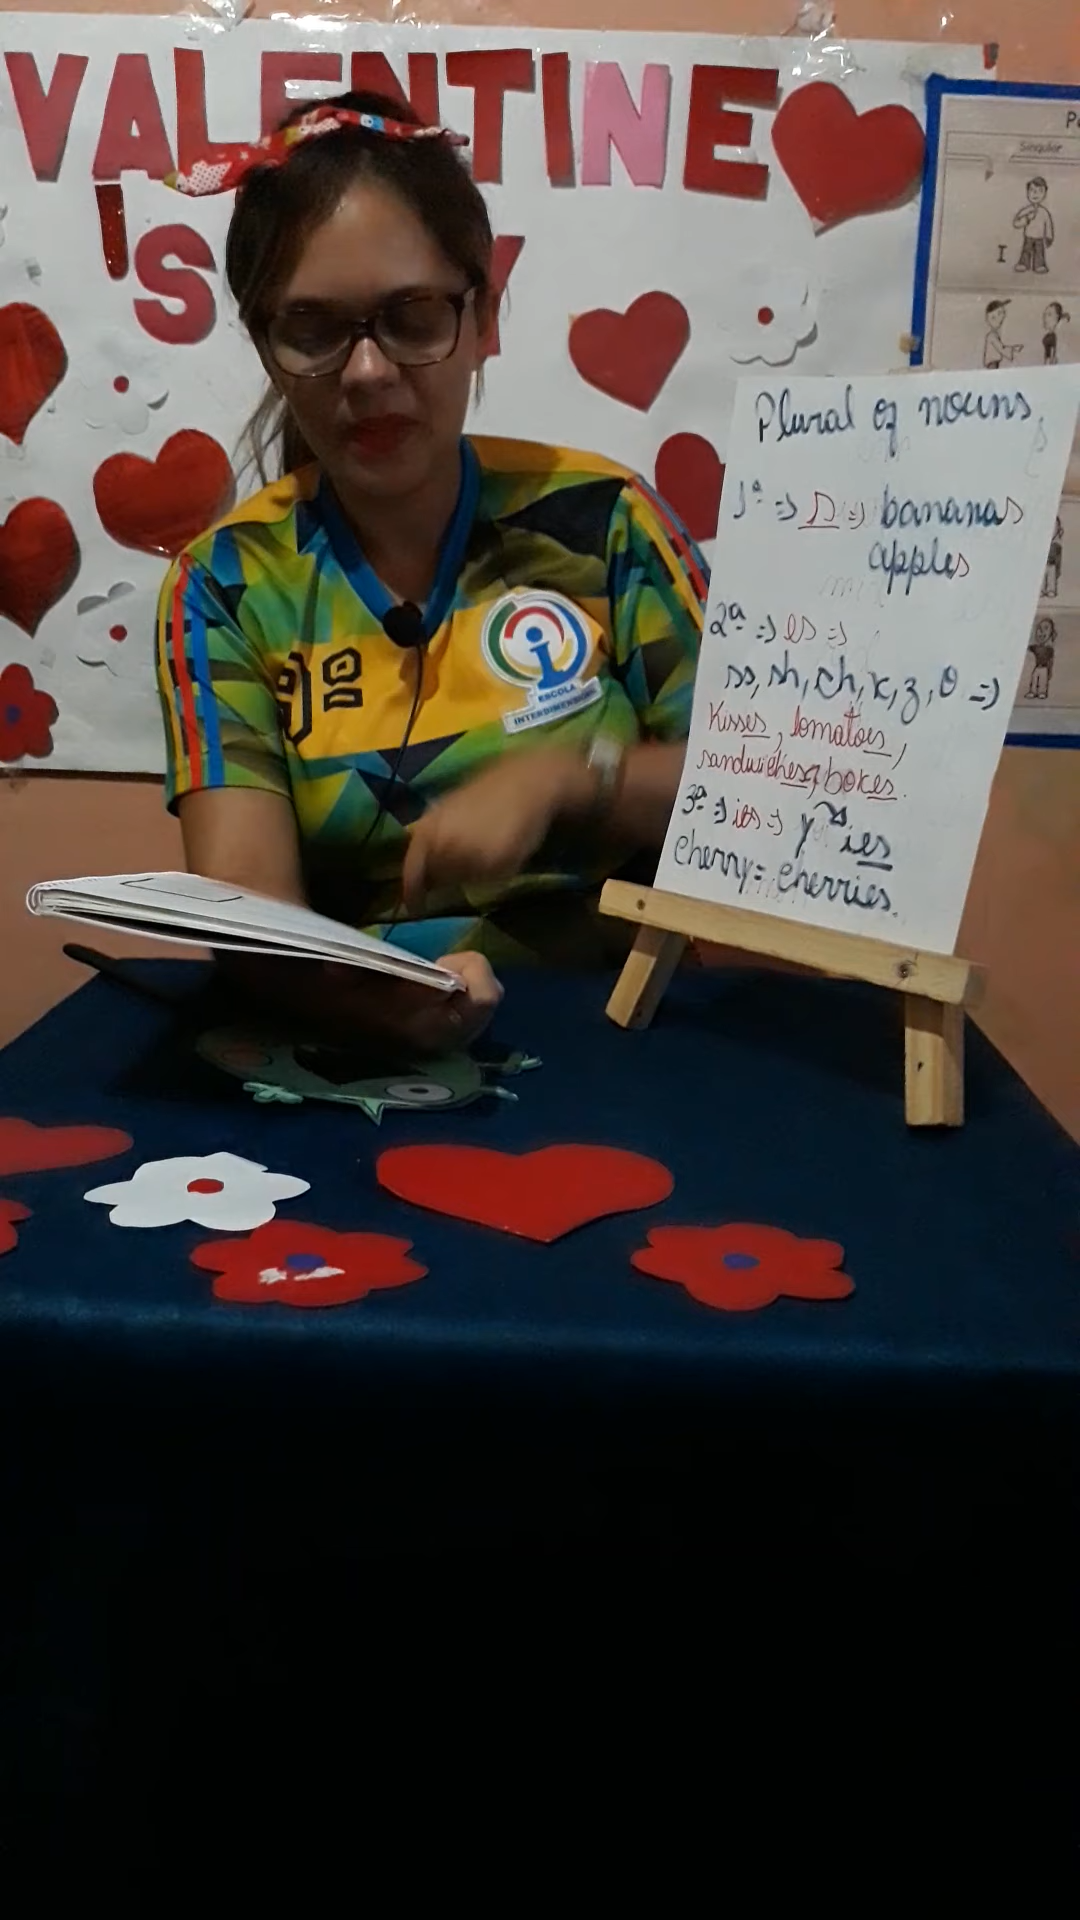 VALENTINE
'S Y
Singular
I
98
i
ESCOLA
INTERDIMENSIONAL
Plural of nouns.
1ª => s => bananas
apples
2ª => es =>
ss, sh, ch, x, z, o =>
Kisses, tomatoes,
sandwiches, boxes.
3ª => ies => y ies
cherry = cherries.